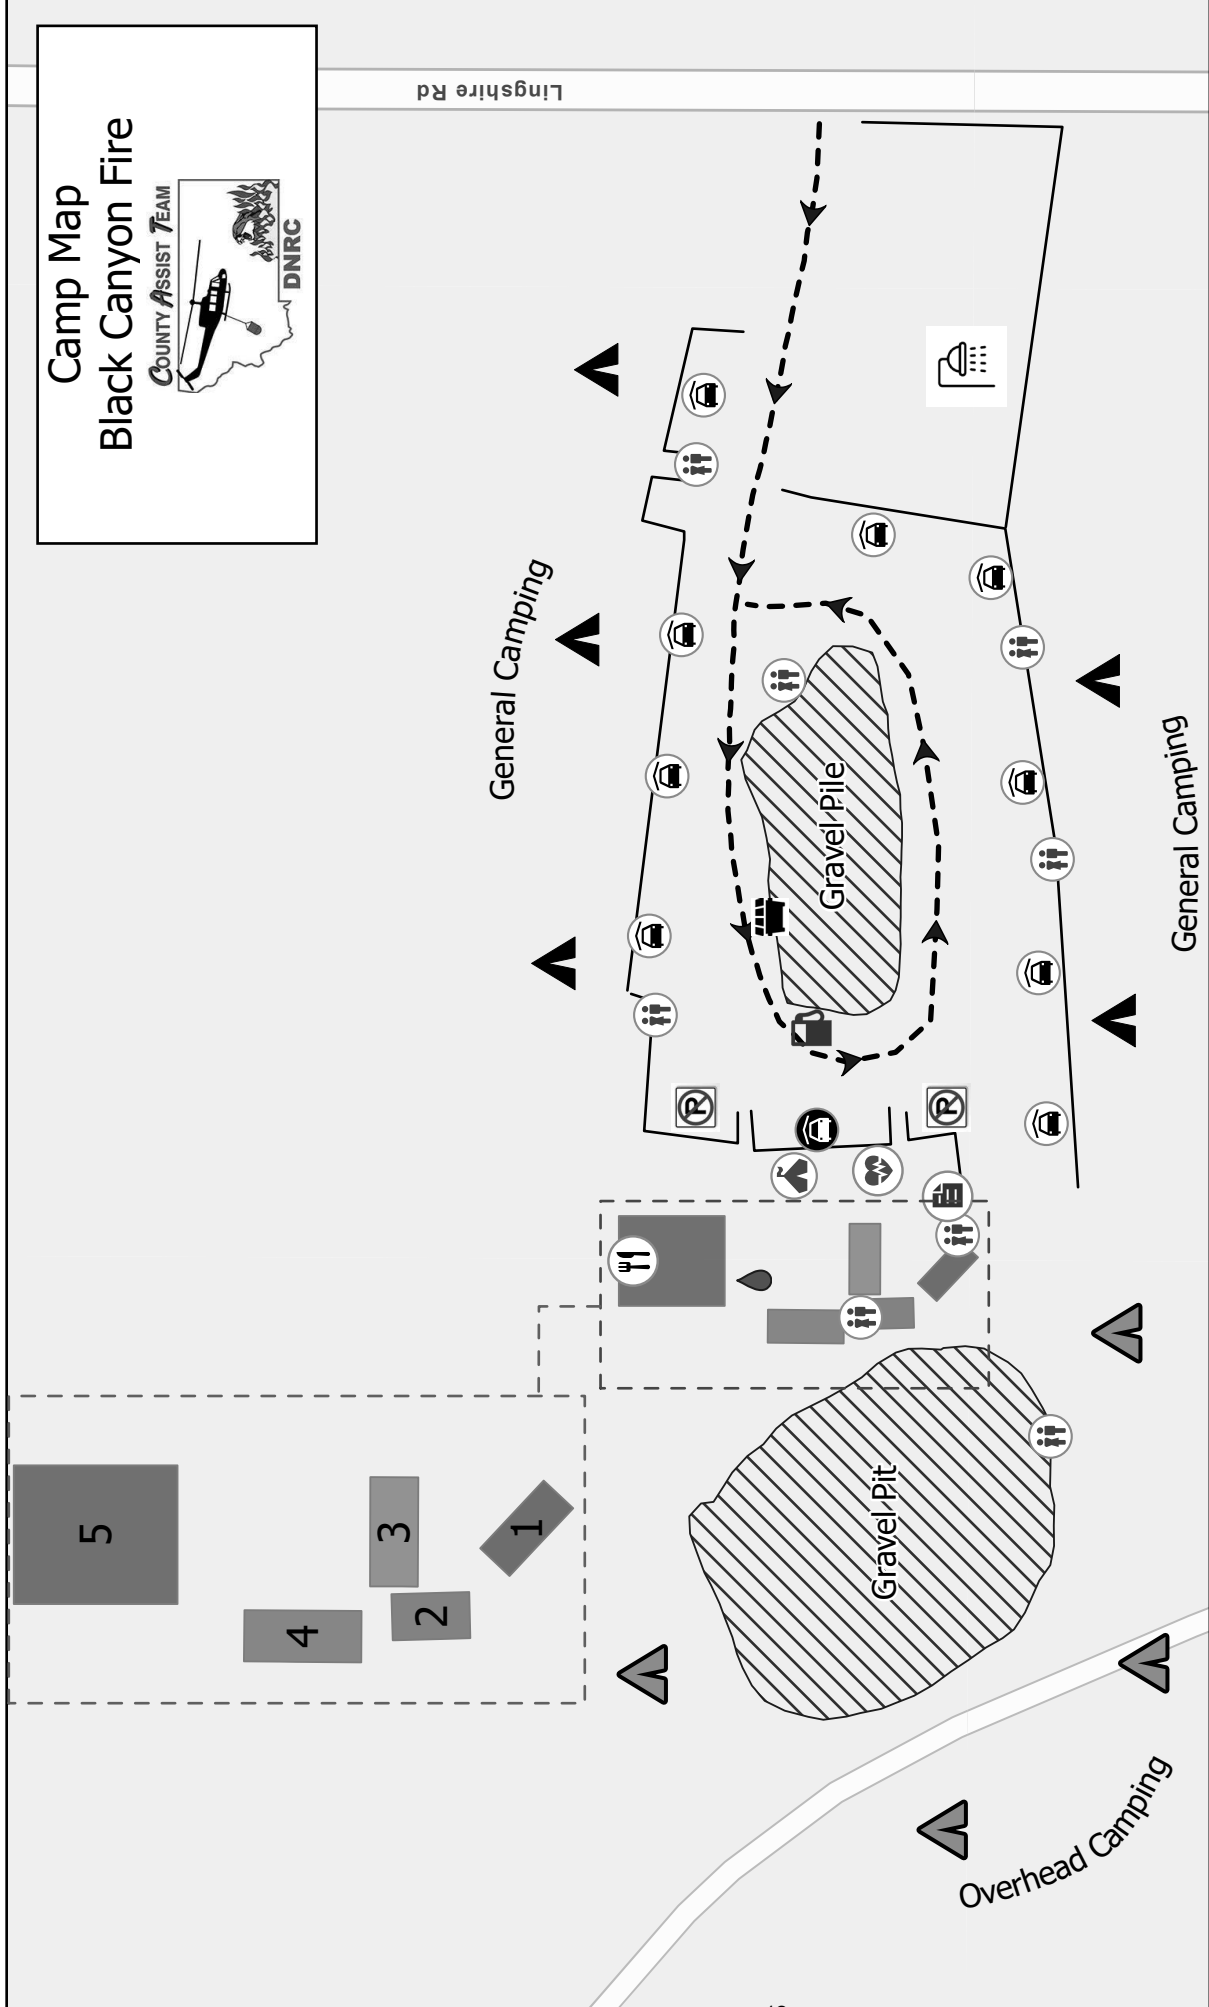 Camp Map
Black Canyon Fire
COUNTY ASSIST TEAM
DNRC
Lingshire Rd
General Camping
General Camping
Gravel Pile
P
P
Gravel Pit
Overhead Camping
5
3
1
4
2